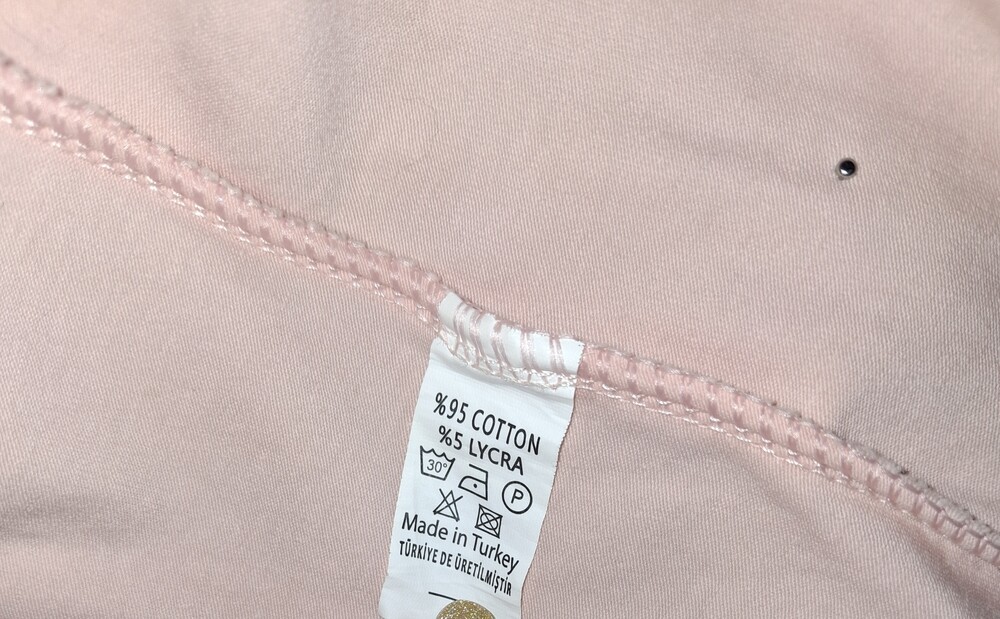 %95 COTTON
%5 LYCRA
30° P
Made in Turkey
TÜRKİYE DE ÜRETİLMİŞTİR